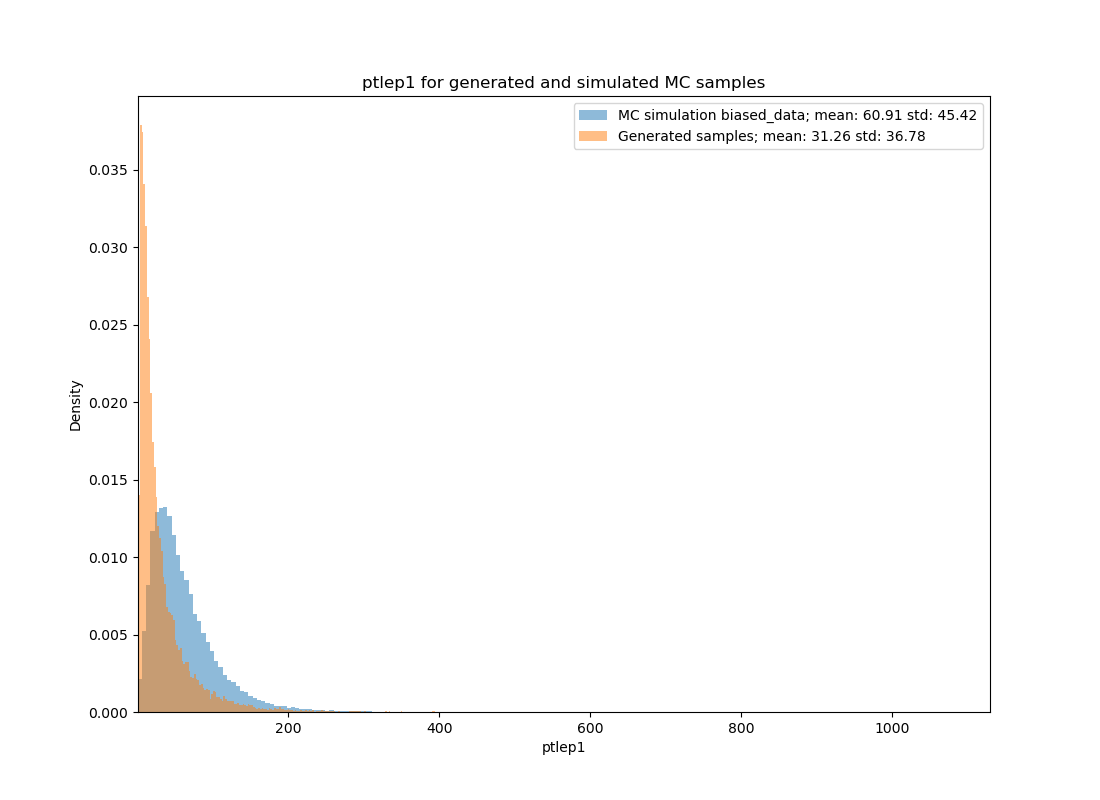 ptlep1 for generated and simulated MC samples
MC simulation biased_data; mean: 60.91 std: 45.42
Generated samples; mean: 31.26 std: 36.78
Density
0.035
0.030
0.025
0.020
0.015
0.010
0.005
0.000
200
400
600
800
1000
ptlep1